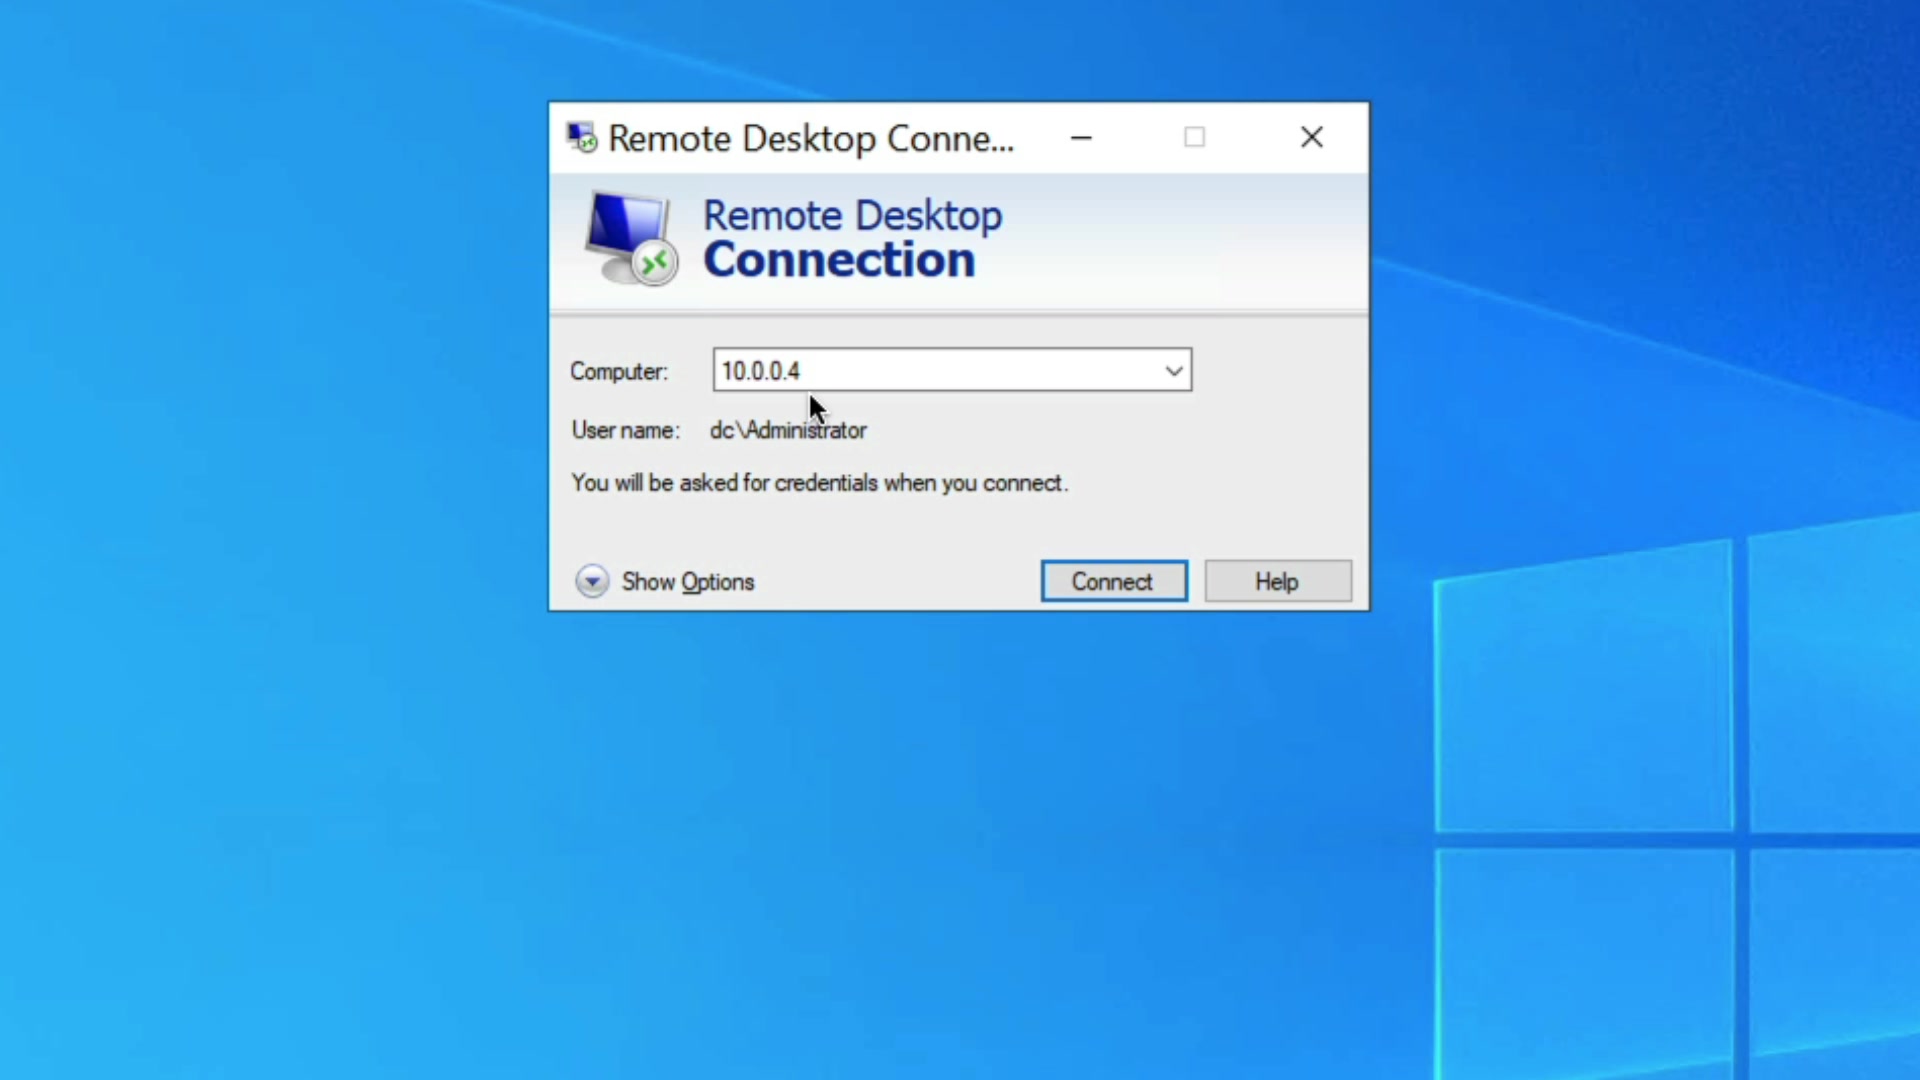 Remote Desktop Conne...
Remote Desktop
Connection
Computer: 10.0.0.4
User name: dc\Administrator
You will be asked for credentials when you connect.
Show Options Connect Help